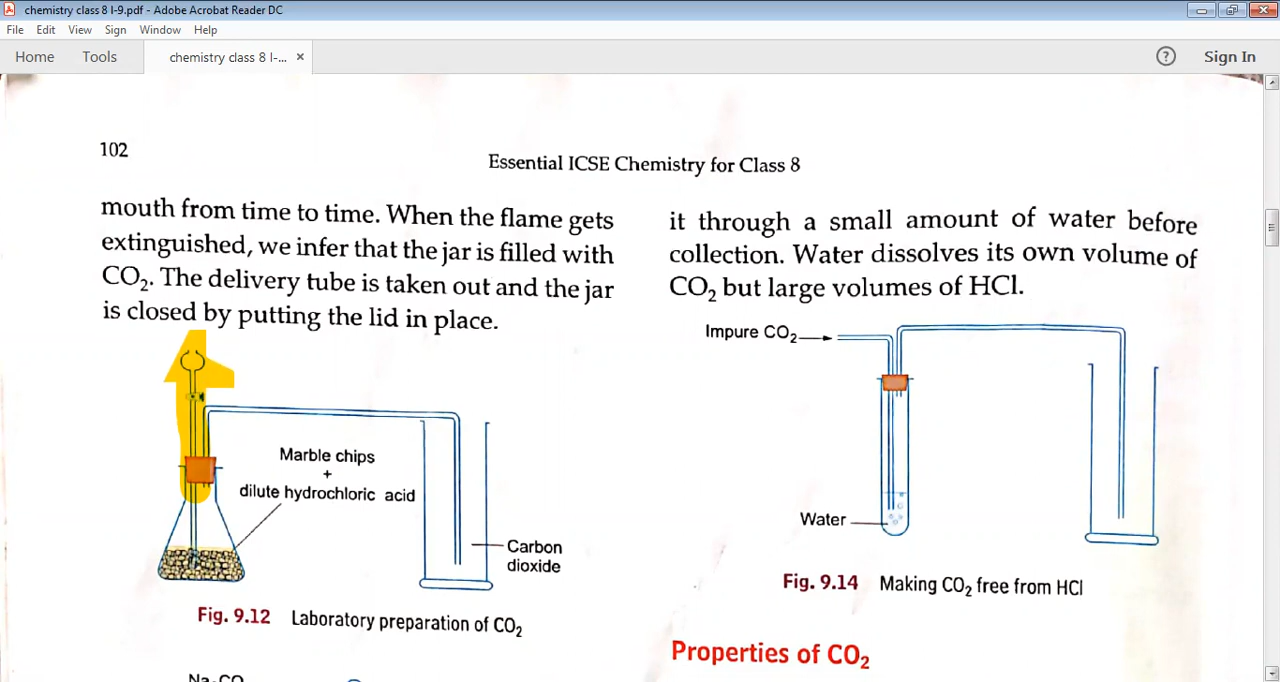 chemistry class 8 I-9.pdf - Adobe Acrobat Reader DC
File Edit View Sign Window Help
Home Tools chemistry class 8 I-... × ? Sign In
102
Essential ICSE Chemistry for Class 8
mouth from time to time. When the flame gets
extinguished, we infer that the jar is filled with
CO₂. The delivery tube is taken out and the jar
is closed by putting the lid in place.
Marble chips
+
dilute hydrochloric acid
Carbon
dioxide
Fig. 9.12 Laboratory preparation of CO₂
it through a small amount of water before
collection. Water dissolves its own volume of
CO₂ but large volumes of HCl.
Impure CO₂
Water
Fig. 9.14 Making CO₂ free from HCl
Properties of CO₂